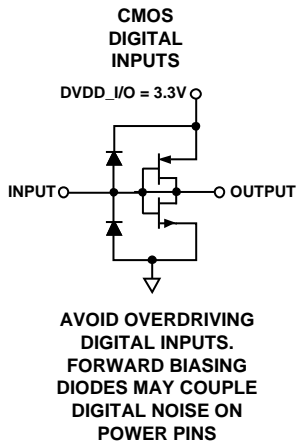 CMOS
DIGITAL
INPUTS
DVDD_I/O = 3.3V
INPUT
OUTPUT
AVOID OVERDRIVING
DIGITAL INPUTS.
FORWARD BIASING
DIODES MAY COUPLE
DIGITAL NOISE ON
POWER PINS